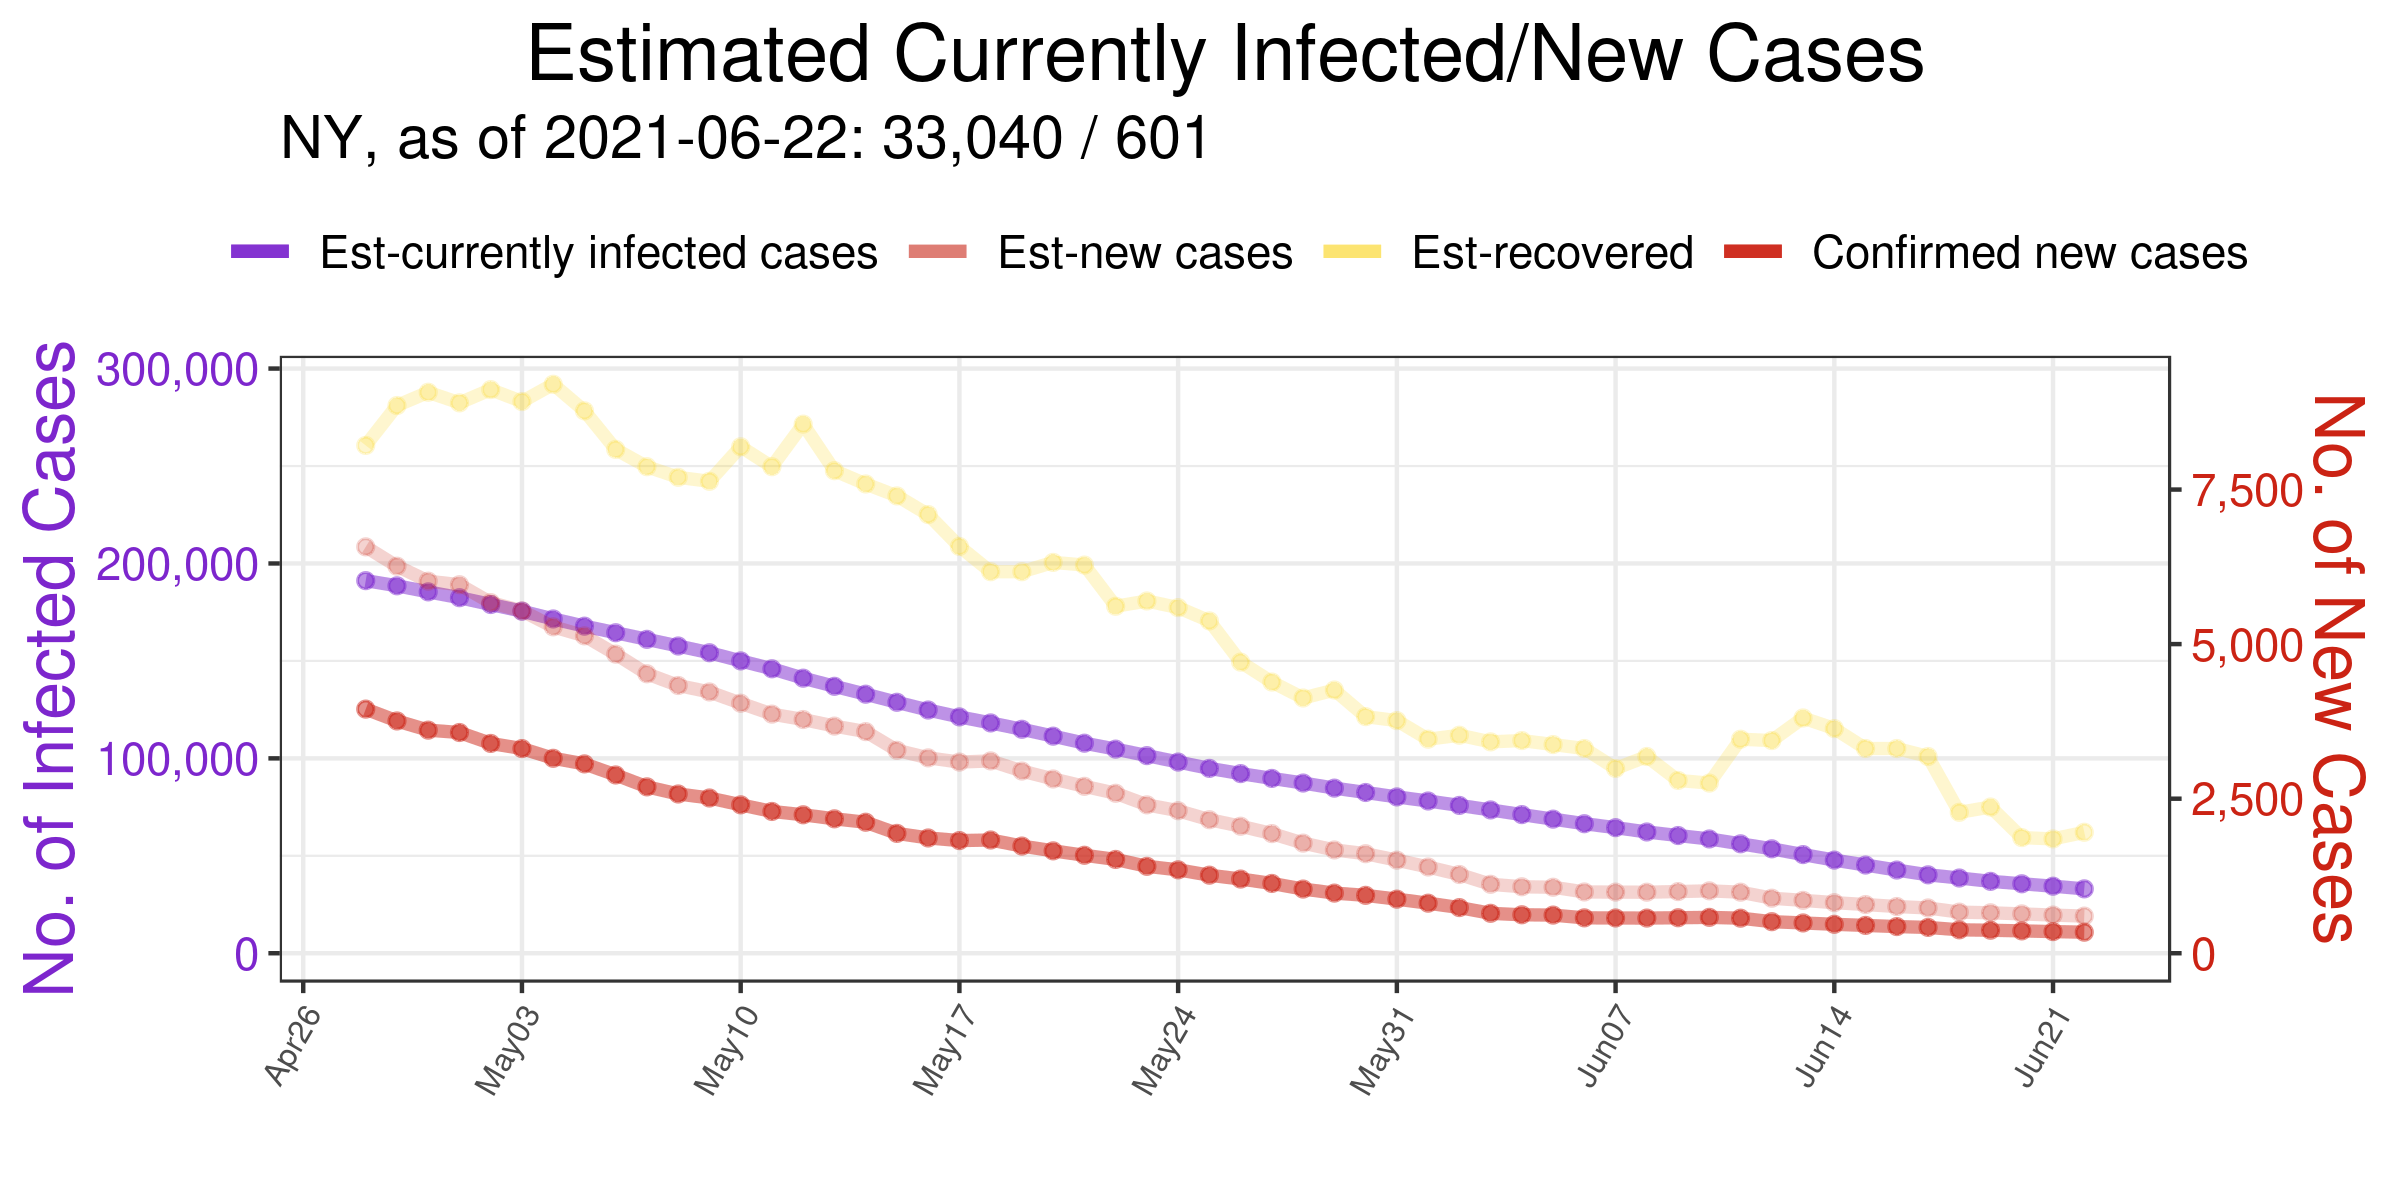 Estimated Currently Infected/New Cases
NY, as of 2021-06-22: 33,040 / 601
Est-currently infected cases Est-new cases Est-recovered Confirmed new cases
No. of Infected Cases
300,000
200,000
100,000
0
7,500
5,000
2,500
0
No. of New Cases
Apr26 May03 May10 May17 May24 May31 Jun07 Jun14 Jun21